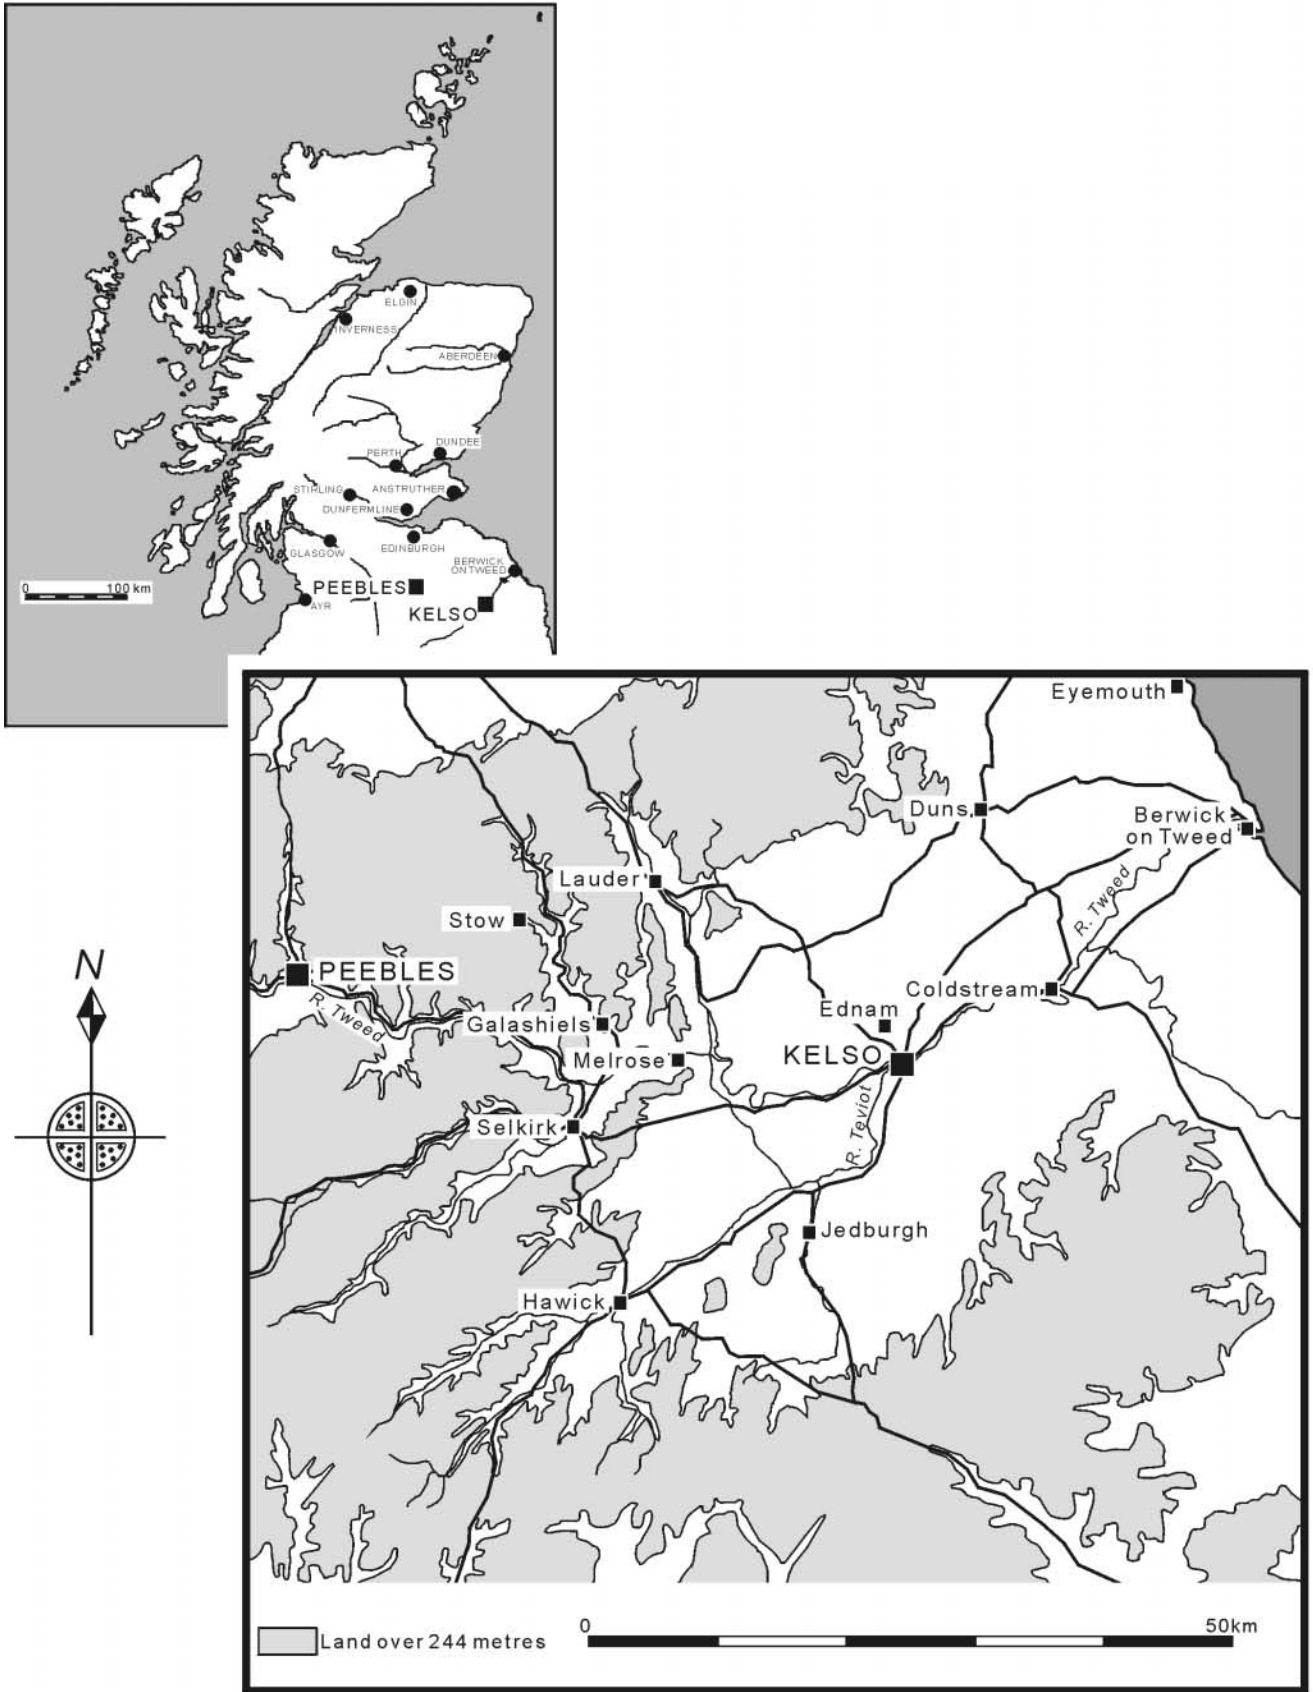 ELGIN
INVERNESS
ABERDEEN
DUNDEE
PERTH
STIRLING
ANSTRUTHER
DUNFERMLINE
GLASGOW
EDINBURGH
BERWICK
ON TWEED
PEEBLES
0
100 km
AYR
KELSO
Eyemouth
Duns
Berwick
on Tweed
Lauder
R. Tweed
Stow
N
PEEBLES
Coldstream
R. Tweed
Ednam
Galashiels
KELSO
Melrose
R. Teviot
Selkirk
Jedburgh
Hawick
Land over 244 metres
0
50km